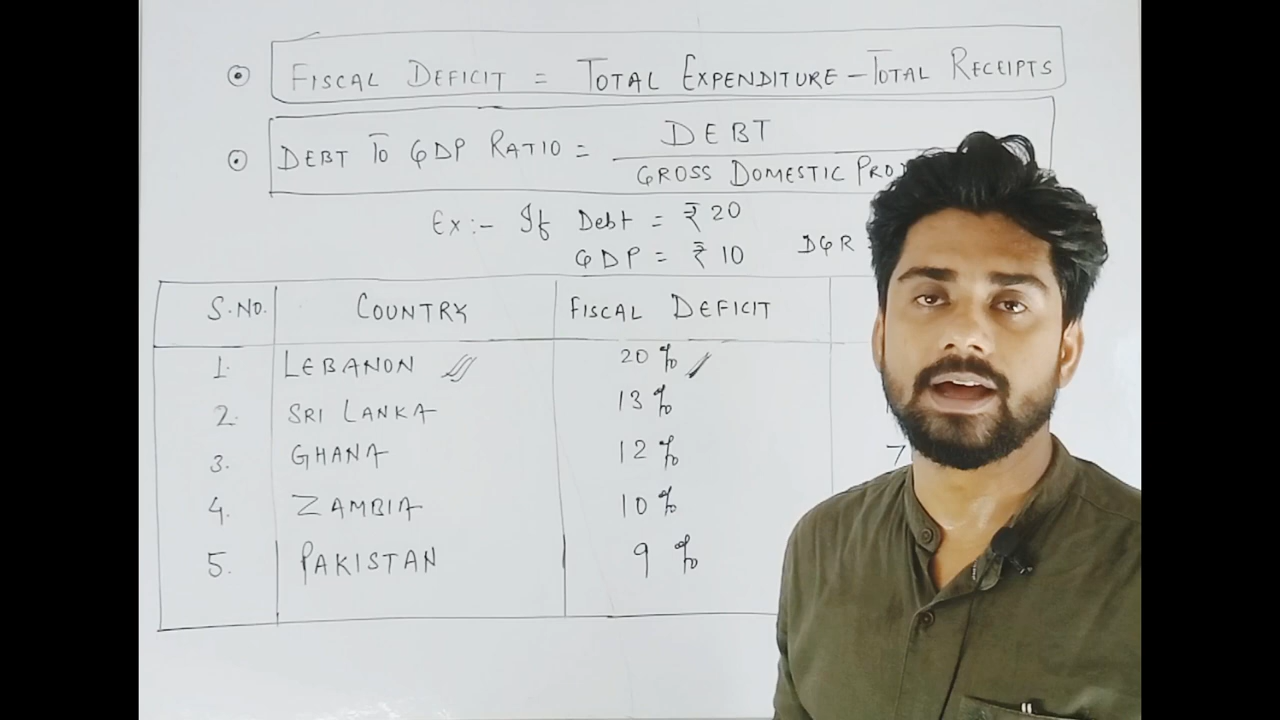 FISCAL DEFICIT = TOTAL EXPENDITURE - TOTAL RECEIPTS
DEBT TO GDP RATIO = DEBT
GROSS DOMESTIC
Ex:- If Debt = ₹20
GDP = ₹ 10 DGR =
S.NO. COUNTRY FISCAL DEFICIT
1. LEBANON 20%
2. SRI LANKA 13%
3. GHANA 12% 7
4. ZAMBIA 10%
5. PAKISTAN 9%